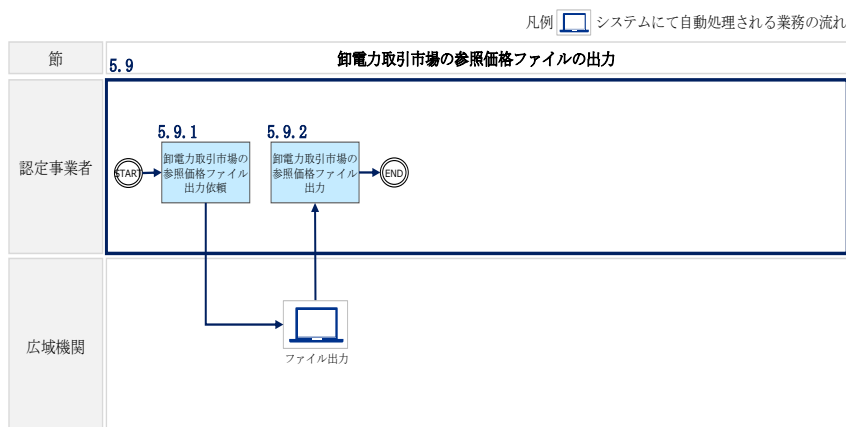 凡例 システムにて自動処理される業務の流れ
節
5.9
卸電力取引市場の参照価格ファイルの出力
認定事業者
START
5.9.1
卸電力取引市場の
参照価格ファイル
出力依頼
5.9.2
卸電力取引市場の
参照価格ファイル
出力
END
広域機関
ファイル出力